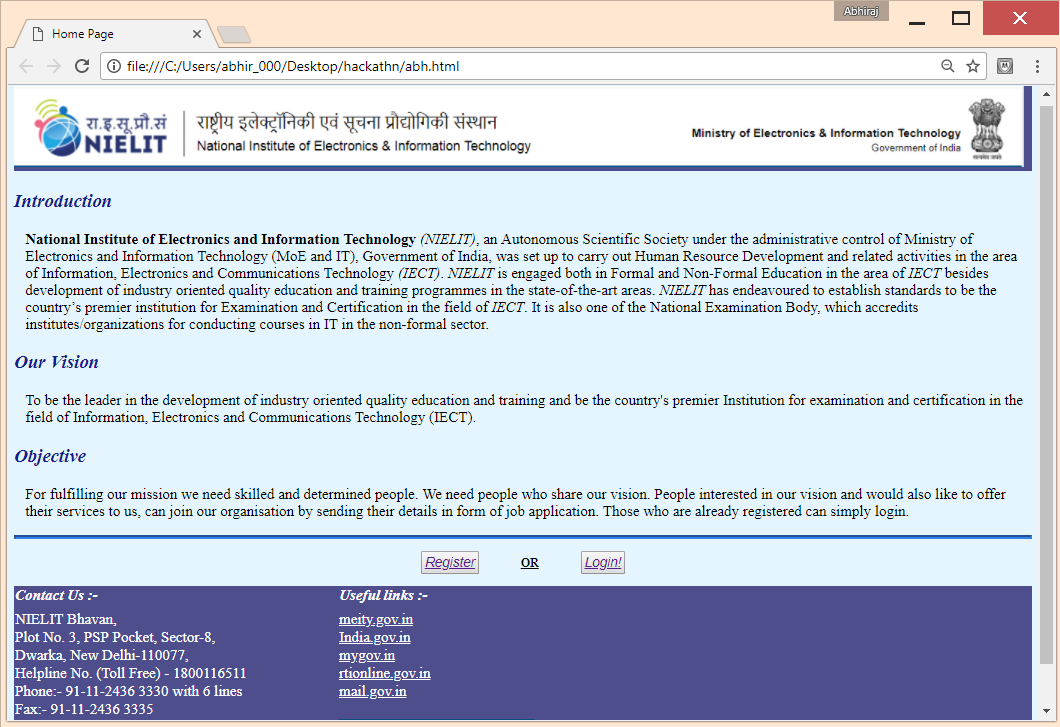 Abhiraj
Home Page
file:///C:/Users/abhir_000/Desktop/hackathn/abh.html
रा.इ.सू.प्रौ.सं
NIELIT
राष्ट्रीय इलेक्ट्रॉनिकी एवं सूचना प्रौद्योगिकी संस्थान
National Institute of Electronics & Information Technology
Ministry of Electronics & Information Technology
Government of India
सत्यमेव जयते
Introduction
National Institute of Electronics and Information Technology (NIELIT), an Autonomous Scientific Society under the administrative control of Ministry of
Electronics and Information Technology (MoE and IT), Government of India, was set up to carry out Human Resource Development and related activities in the area
of Information, Electronics and Communications Technology (IECT). NIELIT is engaged both in Formal and Non-Formal Education in the area of IECT besides
development of industry oriented quality education and training programmes in the state-of-the-art areas. NIELIT has endeavoured to establish standards to be the
country’s premier institution for Examination and Certification in the field of IECT. It is also one of the National Examination Body, which accredits
institutes/organizations for conducting courses in IT in the non-formal sector.
Our Vision
To be the leader in the development of industry oriented quality education and training and be the country's premier Institution for examination and certification in the
field of Information, Electronics and Communications Technology (IECT).
Objective
For fulfilling our mission we need skilled and determined people. We need people who share our vision. People interested in our vision and would also like to offer
their services to us, can join our organisation by sending their details in form of job application. Those who are already registered can simply login.
Register OR Login!
Contact Us :-
NIELIT Bhavan,
Plot No. 3, PSP Pocket, Sector-8,
Dwarka, New Delhi-110077,
Helpline No. (Toll Free) - 1800116511
Phone:- 91-11-2436 3330 with 6 lines
Fax:- 91-11-2436 3335
Useful links :-
meity.gov.in
India.gov.in
mygov.in
rtionline.gov.in
mail.gov.in